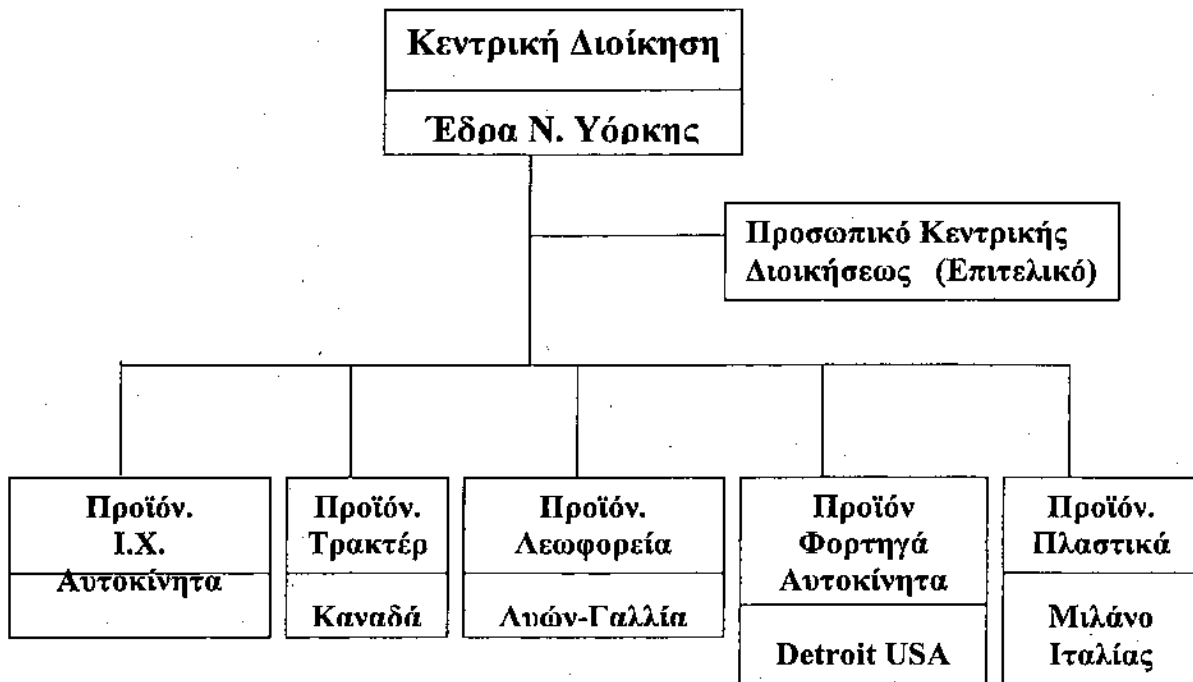 Κεντρική Διοίκηση
Έδρα Ν. Υόρκης
Προσωπικό Κεντρικής
Διοικήσεως (Επιτελικό)
Προϊόν.
Ι.Χ.
Αυτοκίνητα
Προϊόν.
Τρακτέρ
Καναδά
Προϊόν.
Λεωφορεία
Λυών-Γαλλία
Προϊόν
Φορτηγά
Αυτοκίνητα
Detroit USA
Προϊόν.
Πλαστικά
Μιλάνο
Ιταλίας